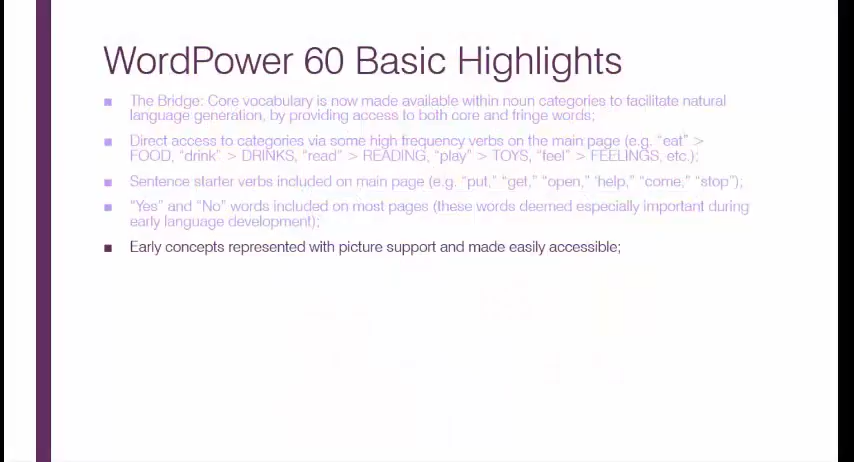 WordPower 60 Basic Highlights
■ The Bridge: Core vocabulary is now made available within noun categories to facilitate natural
language generation, by providing access to both core and fringe words;
■ Direct access to categories via some high frequency verbs on the main page (e.g. “eat” >
FOOD, “drink” > DRINKS, “read” > READING, “play” > TOYS, “feel” > FEELINGS, etc.);
■ Sentence starter verbs included on main page (e.g. “put,” “get,” “open,” ‘help,” “come,” “stop”);
■ “Yes” and “No” words included on most pages (these words deemed especially important during
early language development);
■ Early concepts represented with picture support and made easily accessible;